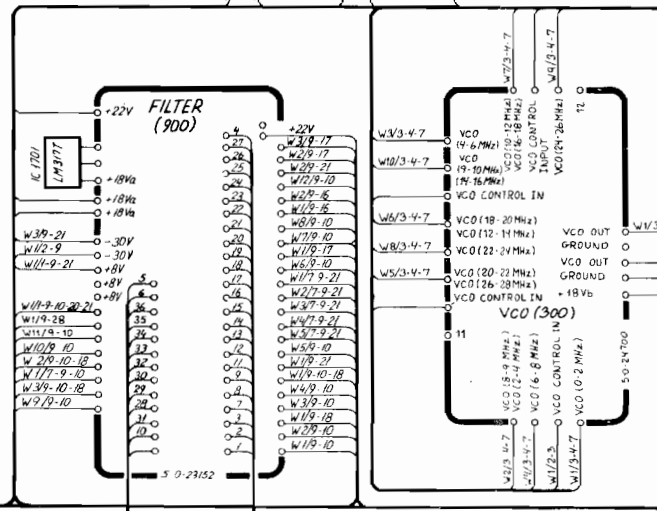 FILTER
(900)
+22V
IC 1701
LM317T
+18Va
+18Va
+18Va
W3/9-21
-30V
W1/2-9
-30V
W1/1-9-21
+8V
+8V
+8V
W1/1-9-10-20-21
W1/9-28
W11/9-10
W10/9-10
W2/9-10-18
W1/7-9-10
W3/9-10-18
W9/9-10
5
6
36
35
34
33
32
30
29
28
31
10
4
27
26
25
24
23
22
21
20
19
18
17
16
15
14
13
12
11
9
8
7
3
2
1
+22V
W3/9-17
W2/9-17
W2/9-21
W12/9-10
W2/9-16
W1/9-16
W8/9-10
W7/9-10
W1/9-17
W6/9-10
W1/7-9-21
W2/7-9-21
W3/7-9-21
W4/7-9-21
W5/7-9-21
W5/9-10
W1/9-21
W1/9-10-18
W4/9-10
W3/9-10
W1/9-18
W2/9-10
W1/9-10
5 0-23152
W7/3-4-7
W9/3-4-7
VCO (10-12 MHz)
VCO (16-18 MHz)
VCO CONTROL
INPUT
VCO (24-26 MHz)
12
W3/3-4-7
VCO
(4-6 MHz)
W10/3-4-7
VCO
(9-10 MHz)
(14-16 MHz)
VCO CONTROL IN
W6/3-4-7
VCO (18-20 MHz)
VCO (12-14 MHz)
W8/3-4-7
VCO (22-24 MHz)
W5/3-4-7
VCO (20-22 MHz)
VCO (26-28 MHz)
VCO CONTROL IN
VCO OUT
W1/3
GROUND
VCO OUT
GROUND
+18Vb
VCO (300)
11
VCO (8-9 MHz)
VCO (2-4 MHz)
VCO (6-8 MHz)
VCO CONTROL IN
VCO (0-2 MHz)
50-24700
W2/3-4-7
W4/3-4-7
W1/2-3
W1/3-4-7